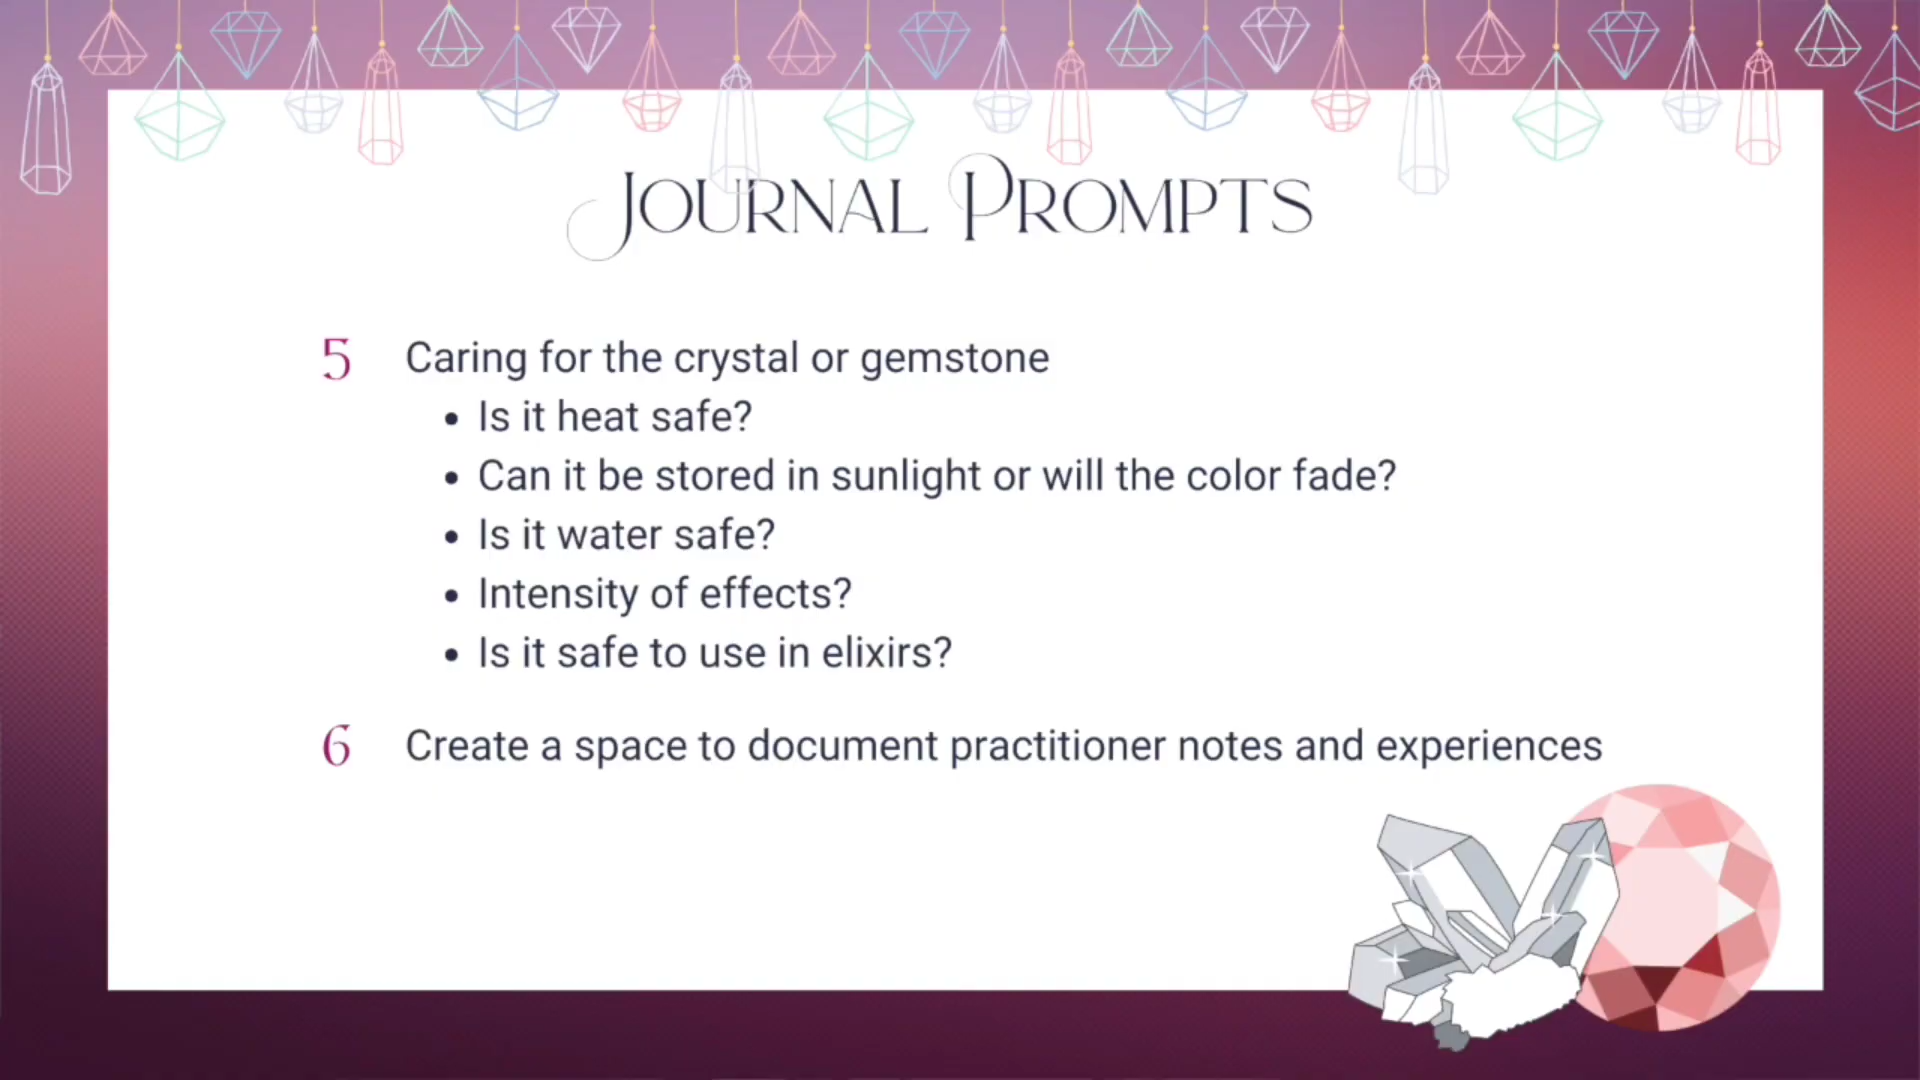 Journal Prompts
5 Caring for the crystal or gemstone
• Is it heat safe?
• Can it be stored in sunlight or will the color fade?
• Is it water safe?
• Intensity of effects?
• Is it safe to use in elixirs?
6 Create a space to document practitioner notes and experiences